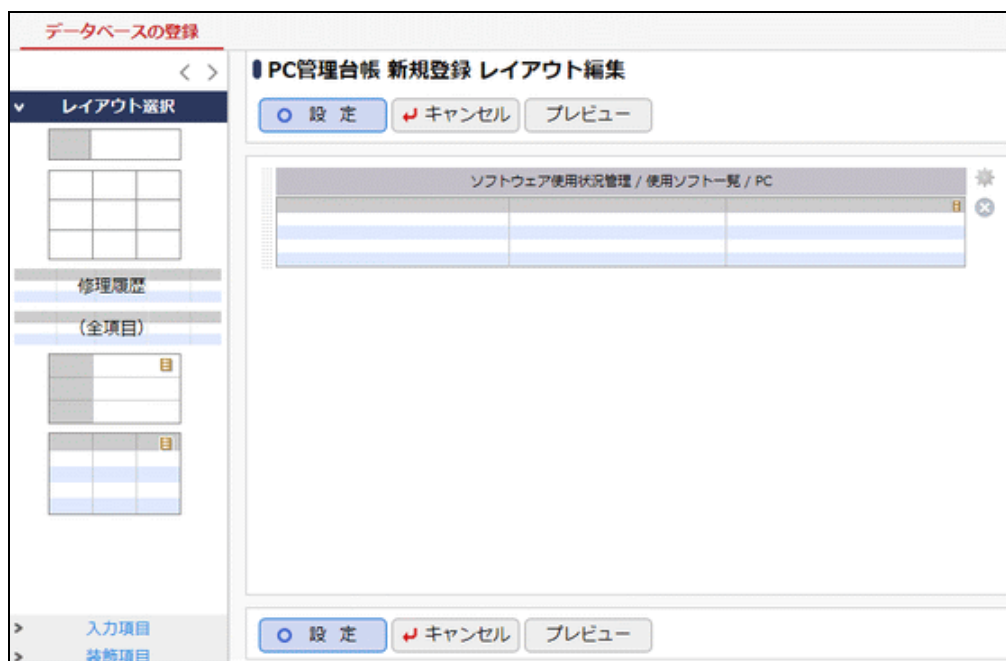 データベースの登録
レイアウト選択
修理履歴
（全項目）
入力項目
装飾項目
PC管理台帳 新規登録 レイアウト編集
設 定
キャンセル
プレビュー
ソフトウェア使用状況管理 / 使用ソフト一覧 / PC
設 定
キャンセル
プレビュー